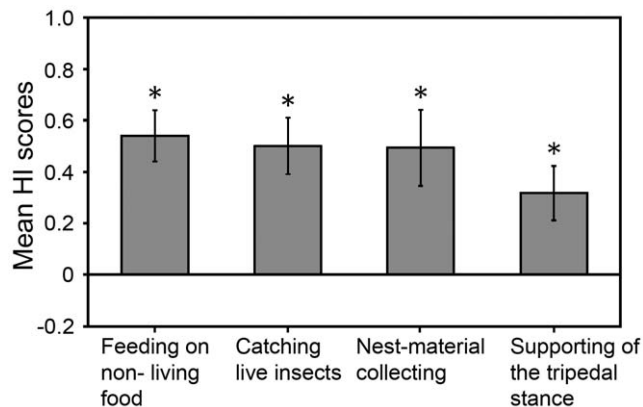 1.0
0.8
0.6
0.4
0.2
0
-0.2
Mean HI scores
*
*
*
*
Feeding on
non- living
food
Catching
live insects
Nest-material
collecting
Supporting of
the tripedal
stance